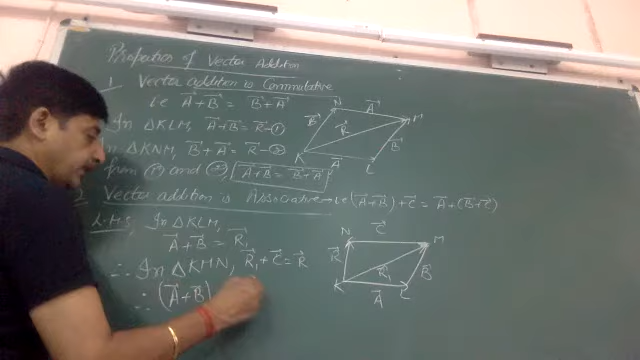 Properties of Vector Addition
1. Vector addition is Commutative
i.e A⃗+B⃗ = B⃗+A⃗
In ΔKLM, A⃗+B⃗ = R⃗ -①
In ΔKNM, B⃗+A⃗ = R⃗ -②
from (1) and (2) A⃗+B⃗ = B⃗+A⃗
N A⃗ M
B⃗ R⃗ B⃗
K A⃗ L
2 Vector addition is Associative i.e (A⃗+B⃗)+C⃗ = A⃗+(B⃗+C⃗)
L.H.S, In ΔKLM,
A⃗+B⃗ = R⃗₁
∴ In ΔKMN, R⃗₁+C⃗=R⃗
∴ (A⃗+B⃗)
C⃗
N M
R⃗ R⃗₁ B⃗
K A⃗ L